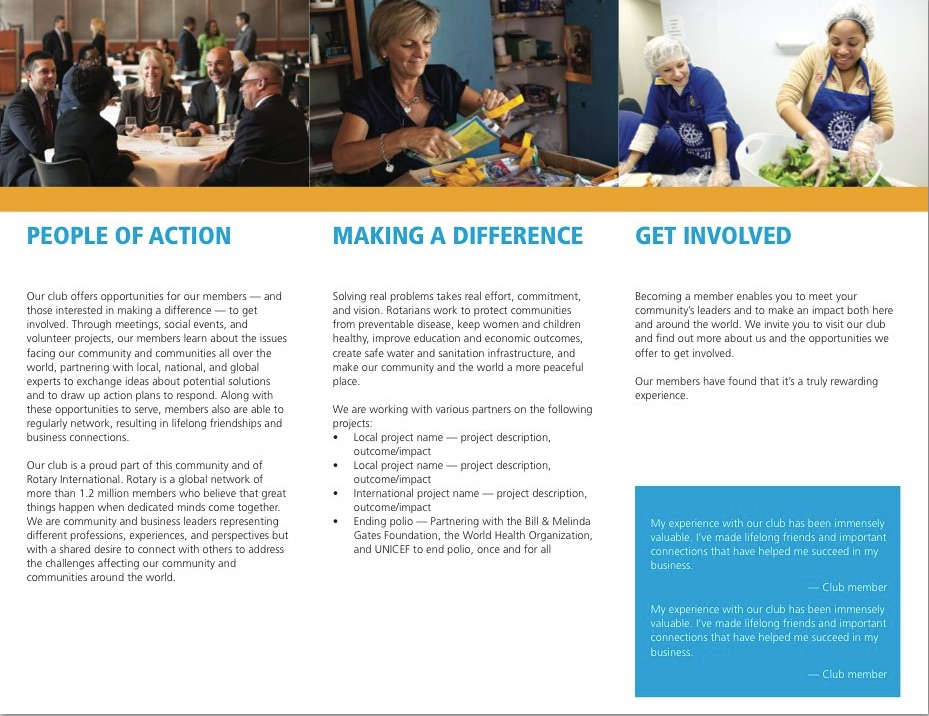 PEOPLE OF ACTION
Our club offers opportunities for our members — and
those interested in making a difference — to get
involved. Through meetings, social events, and
volunteer projects, our members learn about the issues
facing our community and communities all over the
world, partnering with local, national, and global
experts to exchange ideas about potential solutions
and to draw up action plans to respond. Along with
these opportunities to serve, members also are able to
regularly network, resulting in lifelong friendships and
business connections.
Our club is a proud part of this community and of
Rotary International. Rotary is a global network of
more than 1.2 million members who believe that great
things happen when dedicated minds come together.
We are community and business leaders representing
different professions, experiences, and perspectives but
with a shared desire to connect with others to address
the challenges affecting our community and
communities around the world.
MAKING A DIFFERENCE
Solving real problems takes real effort, commitment,
and vision. Rotarians work to protect communities
from preventable disease, keep women and children
healthy, improve education and economic outcomes,
create safe water and sanitation infrastructure, and
make our community and the world a more peaceful
place.
We are working with various partners on the following
projects:
• Local project name — project description,
outcome/impact
• Local project name — project description,
outcome/impact
• International project name — project description,
outcome/impact
• Ending polio — Partnering with the Bill & Melinda
Gates Foundation, the World Health Organization,
and UNICEF to end polio, once and for all
GET INVOLVED
Becoming a member enables you to meet your
community's leaders and to make an impact both here
and around the world. We invite you to visit our club
and find out more about us and the opportunities we
offer to get involved.
Our members have found that it's a truly rewarding
experience.
My experience with our club has been immensely
valuable. I've made lifelong friends and important
connections that have helped me succeed in my
business.
— Club member
My experience with our club has been immensely
valuable. I've made lifelong friends and important
connections that have helped me succeed in my
business.
— Club member